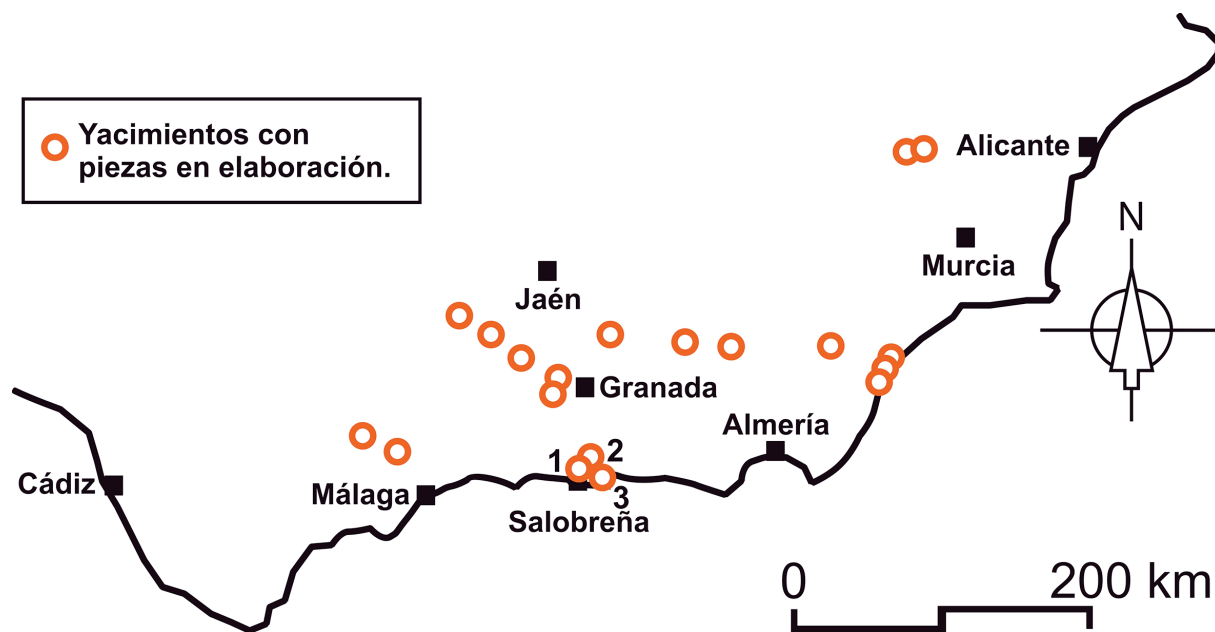 Yacimientos con
piezas en elaboración.
Alicante
N
Murcia
Jaén
Granada
Almería
1
2
Cádiz
Málaga
3
Salobreña
0
200 km